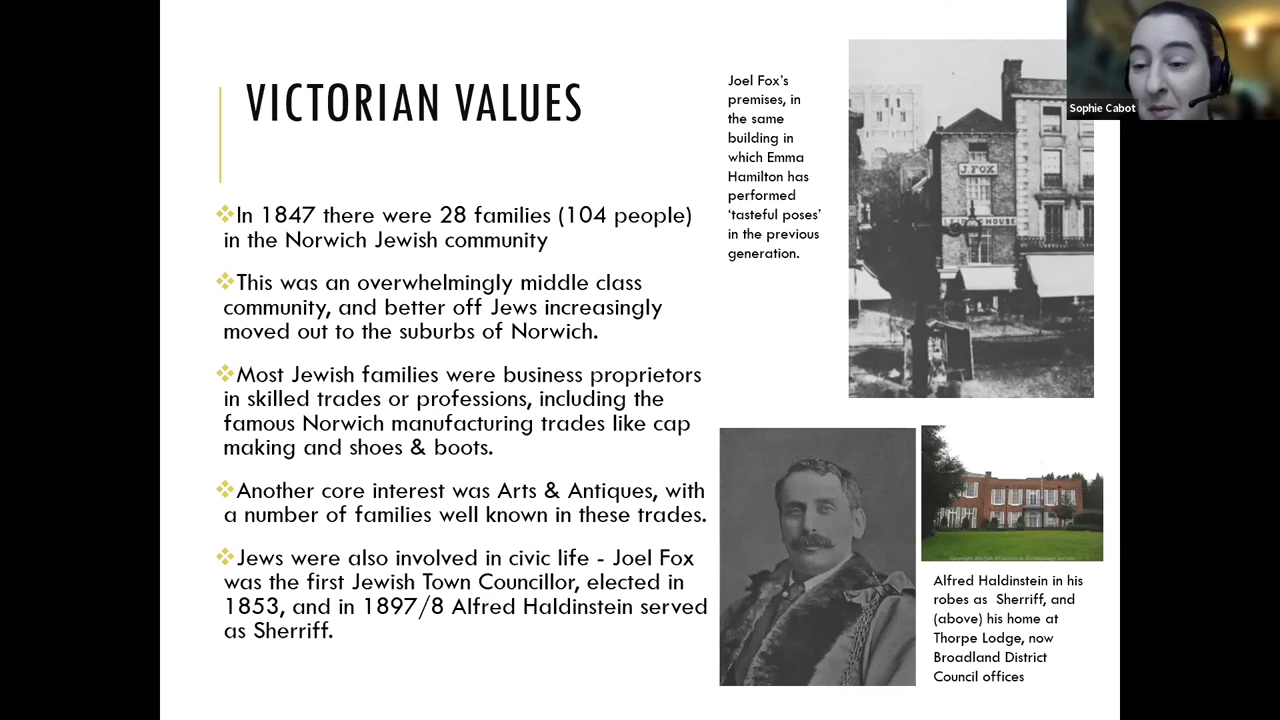 VICTORIAN VALUES
❖In 1847 there were 28 families (104 people)
in the Norwich Jewish community
❖This was an overwhelmingly middle class
community, and better off Jews increasingly
moved out to the suburbs of Norwich.
❖Most Jewish families were business proprietors
in skilled trades or professions, including the
famous Norwich manufacturing trades like cap
making and shoes & boots.
❖Another core interest was Arts & Antiques, with
a number of families well known in these trades.
❖Jews were also involved in civic life - Joel Fox
was the first Jewish Town Councillor, elected in
1853, and in 1897/8 Alfred Haldinstein served
as Sherriff.
Joel Fox's
premises, in
the same
building in
which Emma
Hamilton has
performed
'tasteful poses'
in the previous
generation.
J. FOX
HOUSE
Sophie Cabot
Alfred Haldinstein in his
robes as Sherriff, and
(above) his home at
Thorpe Lodge, now
Broadland District
Council offices